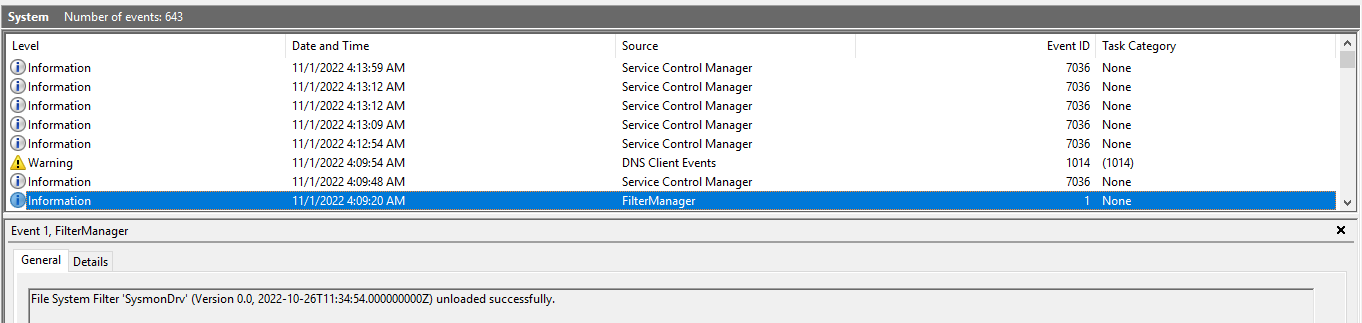 System Number of events: 643
Level Date and Time Source Event ID Task Category
Information 11/1/2022 4:13:59 AM Service Control Manager 7036 None
Information 11/1/2022 4:13:12 AM Service Control Manager 7036 None
Information 11/1/2022 4:13:12 AM Service Control Manager 7036 None
Information 11/1/2022 4:13:09 AM Service Control Manager 7036 None
Information 11/1/2022 4:12:54 AM Service Control Manager 7036 None
Warning 11/1/2022 4:09:54 AM DNS Client Events 1014 (1014)
Information 11/1/2022 4:09:48 AM Service Control Manager 7036 None
Information 11/1/2022 4:09:20 AM FilterManager 1 None
Event 1, FilterManager
General Details
File System Filter 'SysmonDrv' (Version 0.0, 2022-10-26T11:34:54.000000000Z) unloaded successfully.